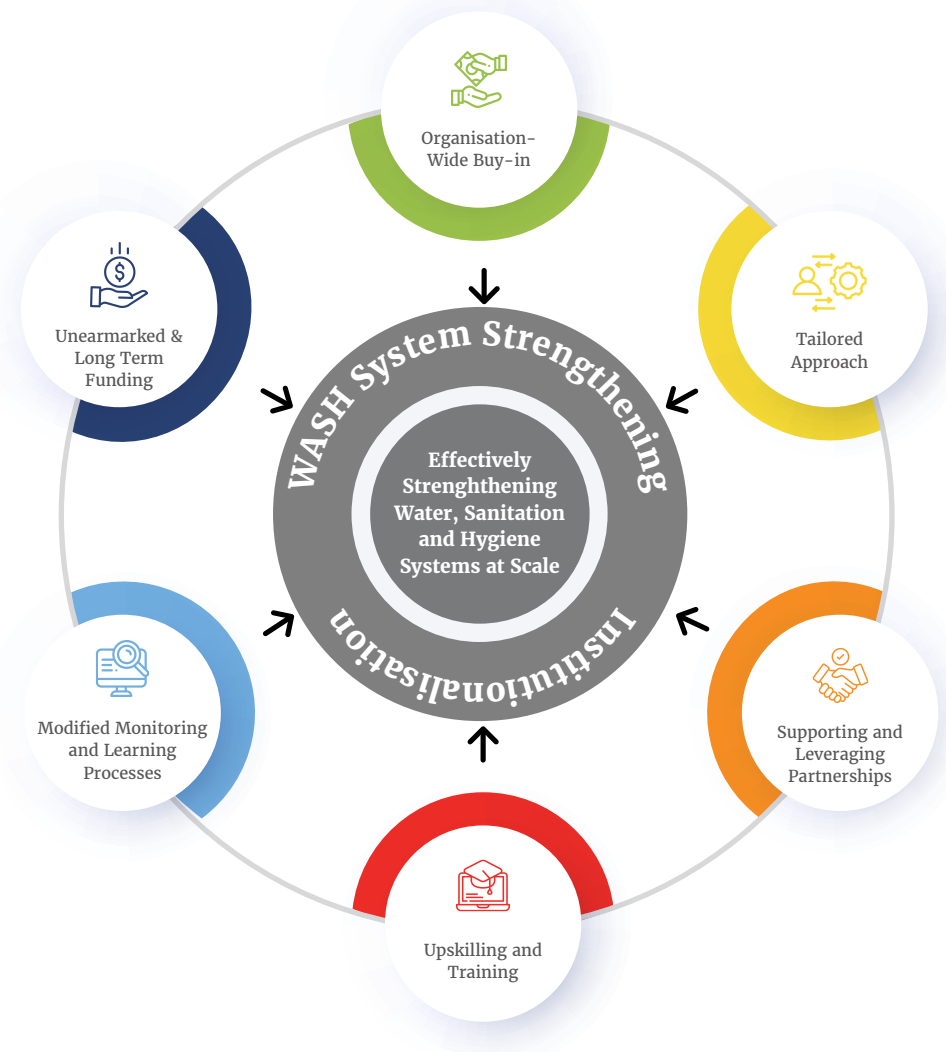 Organisation-
Wide Buy-in
Unearmarked &
Long Term
Funding
Tailored
Approach
WASH System Strengthening
Effectively
Strenghthening
Water, Sanitation
and Hygiene
Systems at Scale
Institutionalisation
Modified Monitoring
and Learning
Processes
Supporting and
Leveraging
Partnerships
Upskilling and
Training
$